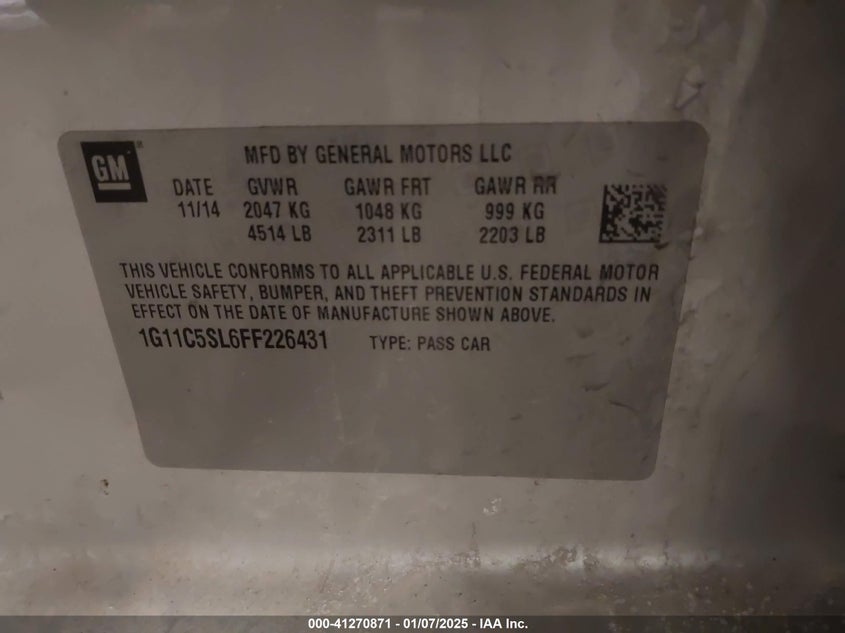 GM
MFD BY GENERAL MOTORS LLC
DATE GVWR GAWR FRT GAWR RR
11/14 2047 KG 1048 KG 999 KG
4514 LB 2311 LB 2203 LB
THIS VEHICLE CONFORMS TO ALL APPLICABLE U.S. FEDERAL MOTOR
VEHICLE SAFETY, BUMPER, AND THEFT PREVENTION STANDARDS IN
EFFECT ON THE DATE OF MANUFACTURE SHOWN ABOVE.
1G11C5SL6FF226431 TYPE: PASS CAR
000-41270871 - 01/07/2025 - IAA Inc.